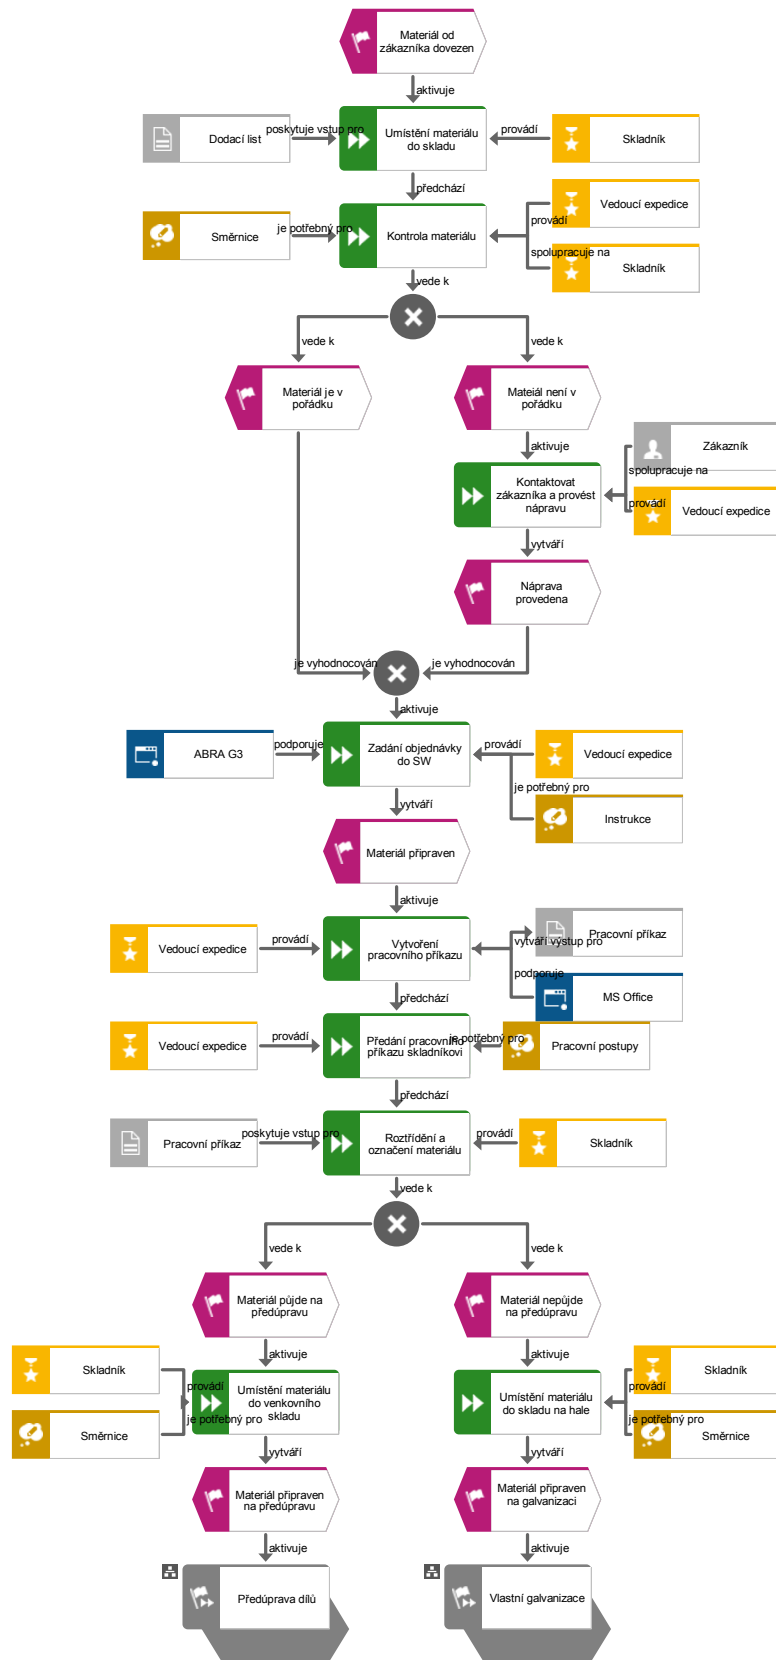 Materiál od
zákazníka dovezen
aktivuje
Dodací list
poskytuje vstup pro
Umístění materiálu
do skladu
provádí
Skladník
předchází
Směrnice
je potřebný pro
Kontrola materiálu
Vedoucí expedice
provádí
spolupracuje na
Skladník
vede k
vede k
vede k
Materiál je v
pořádku
Mateiál není v
pořádku
aktivuje
Kontaktovat
zákazníka a provést
nápravu
Zákazník
spolupracuje na
provádí
Vedoucí expedice
vytváří
Náprava
provedena
je vyhodnocován
je vyhodnocován
aktivuje
ABRA G3
podporuje
Zadání objednávky
do SW
provádí
Vedoucí expedice
je potřebný pro
Instrukce
vytváří
Materiál připraven
aktivuje
Vedoucí expedice
provádí
Vytvoření
pracovního příkazu
Pracovní příkaz
vytváří výstup pro
podporuje
MS Office
předchází
Vedoucí expedice
provádí
Předání pracovního
příkazu skladníkovi
je potřebný pro
Pracovní postupy
předchází
Pracovní příkaz
poskytuje vstup pro
Roztřídění a
označení materiálu
provádí
Skladník
vede k
vede k
vede k
Materiál půjde na
předúpravu
Materiál nepůjde
na předúpravu
aktivuje
aktivuje
Skladník
provádí
je potřebný pro
Směrnice
Umístění materiálu
do venkovního
skladu
Umístění materiálu
do skladu na hale
Skladník
provádí
je potřebný pro
Směrnice
vytváří
vytváří
Materiál připraven
na předúpravu
Materiál připraven
na galvanizaci
aktivuje
aktivuje
Předúprava dílů
Vlastní galvanizace